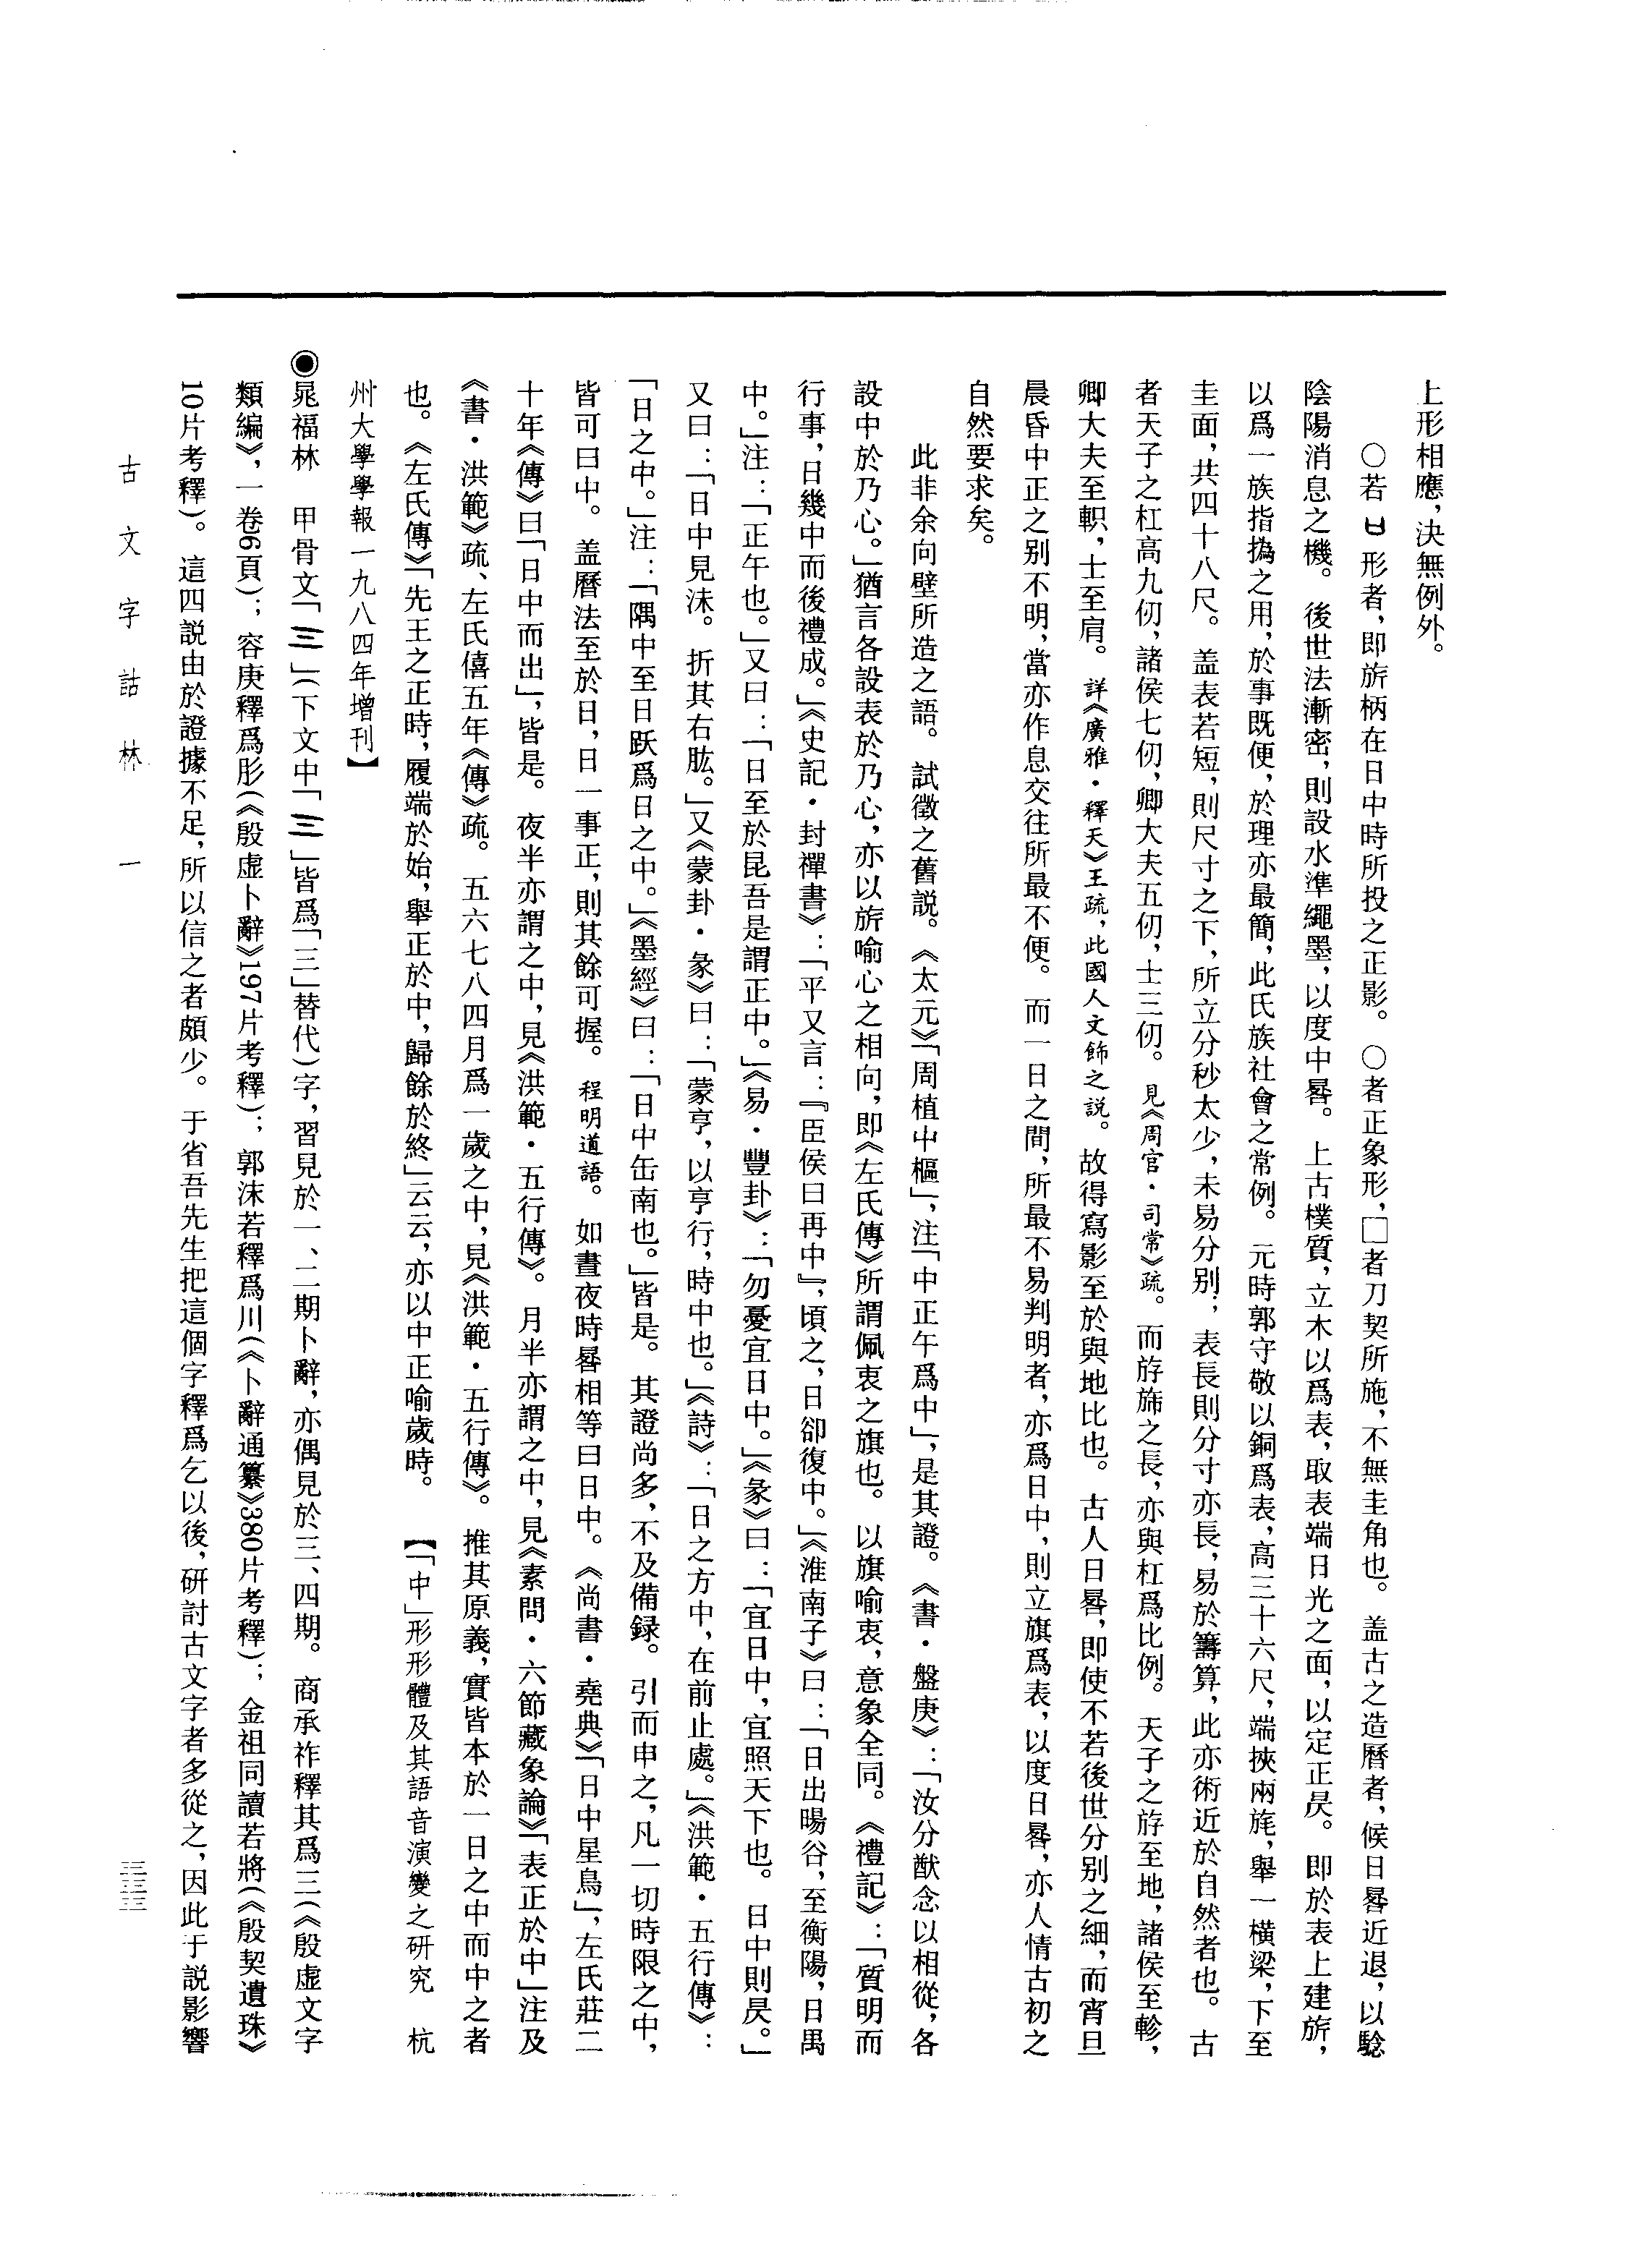 上形相應，決無例外。
○若 形者，即旂柄在日中時所投之正影。○者正象形，□者刀契所施，不無圭角也。盖古之造曆者，候日晷近退，以騐
陰陽消息之機。後世法漸密，則設水準繩墨，以度中晷。上古樸質，立木以爲表，取表端日光之面，以定正昃。即於表上建旂，
以爲一族指撝之用，於事既便，於理亦最簡，此氏族社會之常例。元時郭守敬以銅爲表，高三十六尺，端挾兩旄，舉一橫梁，下至
圭面，共四十八尺。盖表若短，則尺寸之下，所立分秒太少，未易分别；表長則分寸亦長，易於籌算，此亦術近於自然者也。古
者天子之杠高九仞，諸侯七仞，卿大夫五仞，士三仞。見《周官·司常》疏。而斿旆之長，亦與杠爲比例。天子之斿至地，諸侯至軫，
卿大夫至軹，士至肩。詳《廣雅·釋天》王疏，此國人文飾之説。故得寫影至於與地比也。古人日晷，即使不若後世分别之細，而宵旦
晨昏中正之别不明，當亦作息交往所最不便。而一日之間，所最不易判明者，亦爲日中，則立旗爲表，以度日晷，亦人情古初之
自然要求矣。
此非余向壁所造之語。試徵之舊説。《太元》「周植中樞」，注「中正午爲中」，是其證。《書·盤庚》：「汝分猷念以相從，各
設中於乃心。」猶言各設表於乃心，亦以旂喻心之相向，即《左氏傳》所謂佩衷之旗也。以旗喻衷，意象全同。《禮記》：「質明而
行事，日幾中而後禮成。」《史記·封禪書》：「平又言：『臣侯日再中』，頃之，日卻復中。」《淮南子》曰：「日出暘谷，至衡陽，日禺
中。」注：「正午也。」又曰：「日至於昆吾是謂正中。」《易·豐卦》：「勿憂宜日中。」《彖》曰：「宜日中，宜照天下也。日中則昃。」
又曰：「日中見沬。折其右肱。」又《蒙卦·彖》曰：「蒙亨，以亨行，時中也。」《詩》：「日之方中，在前止處。」《洪範·五行傳》：
「日之中。」注：「隅中至日跃爲日之中。」《墨經》曰：「日中缶南也。」皆是。其證尚多，不及備録。引而申之，凡一切時限之中，
皆可曰中。盖曆法至於日，日一事正，則其餘可握。程明道語。如晝夜時晷相等曰日中。《尚書·堯典》「日中星鳥」，左氏莊二
十年《傳》曰「日中而出」，皆是。夜半亦謂之中，見《洪範·五行傳》。月半亦謂之中，見《素問·六節藏象論》「表正於中」注及
《書·洪範》疏、左氏僖五年《傳》疏。五六七八四月爲一歲之中，見《洪範·五行傳》。推其原義，實皆本於一日之中而中之者
也。《左氏傳》「先王之正時，履端於始，舉正於中，歸餘於終」云云，亦以中正喻歲時。【「中」形形體及其語音演變之研究 杭
州大學學報一九八四年增刊】
◉晁福林 甲骨文「三」（下文中「三」皆爲「三」替代）字，習見於一、二期卜辭，亦偶見於三、四期。商承祚釋其爲三（《殷虚文字
類編》，一卷6頁）；容庚釋爲肜（《殷虚卜辭》197片考釋）；郭沫若釋爲川（《卜辭通纂》380片考釋）；金祖同讀若將（《殷契遺珠》
10片考釋）。這四説由於證據不足，所以信之者頗少。于省吾先生把這個字釋爲乞以後，研討古文字者多從之，因此于説影響
古文字詁林 一
三三三